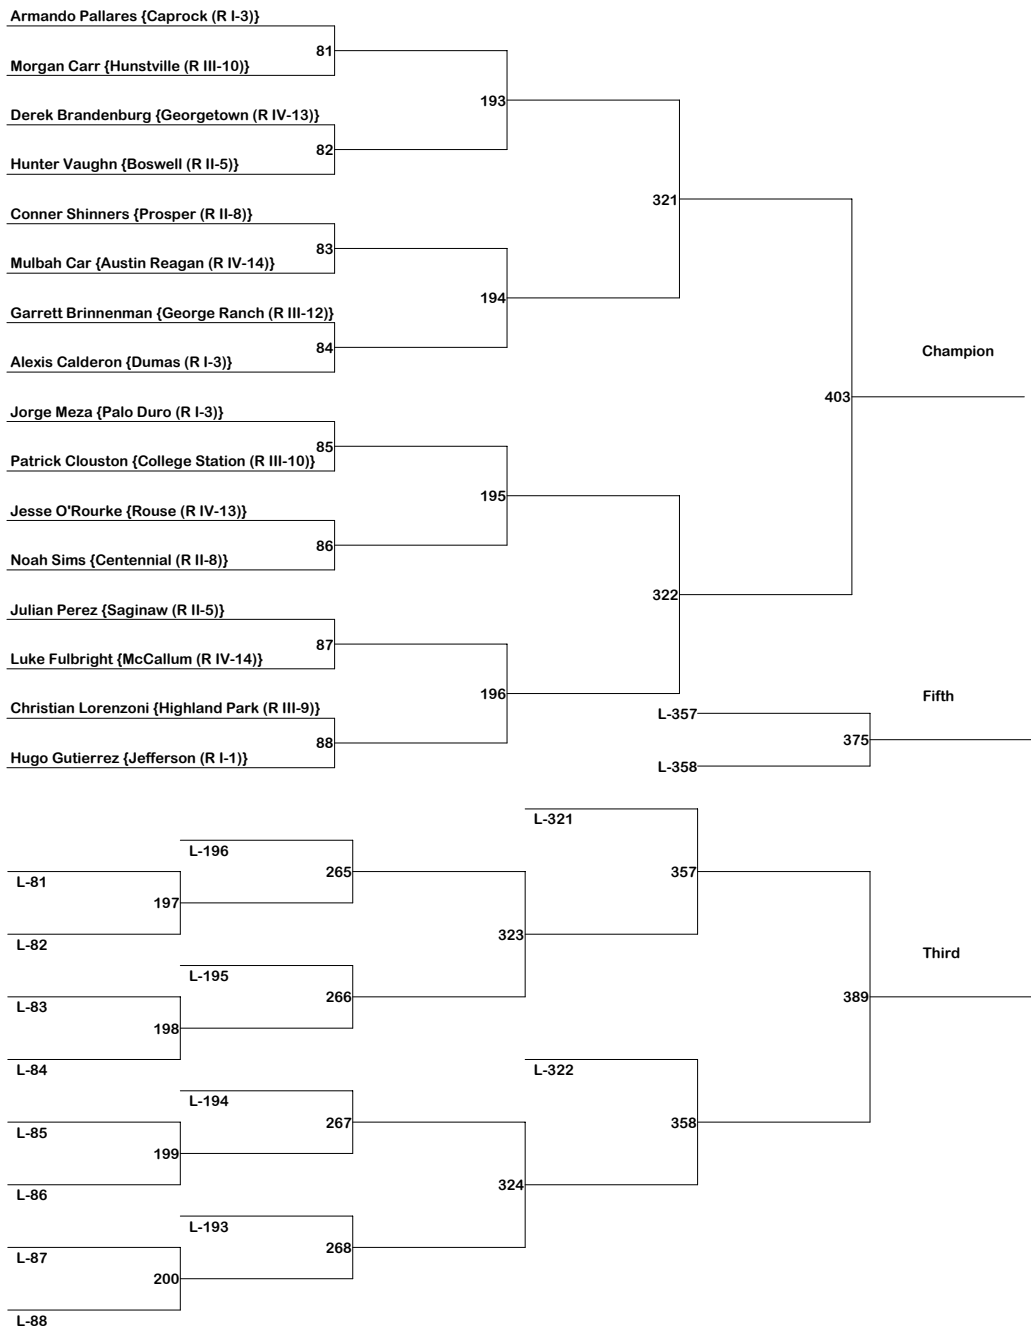 Armando Pallares {Caprock (R I-3)}
81
Morgan Carr {Hunstville (R III-10)}
193
Derek Brandenburg {Georgetown (R IV-13)}
82
Hunter Vaughn {Boswell (R II-5)}
321
Conner Shinners {Prosper (R II-8)}
83
Mulbah Car {Austin Reagan (R IV-14)}
194
Garrett Brinnenman {George Ranch (R III-12)}
84
Alexis Calderon {Dumas (R I-3)}
Champion
403
Jorge Meza {Palo Duro (R I-3)}
85
Patrick Clouston {College Station (R III-10)}
195
Jesse O'Rourke {Rouse (R IV-13)}
86
Noah Sims {Centennial (R II-8)}
322
Julian Perez {Saginaw (R II-5)}
87
Luke Fulbright {McCallum (R IV-14)}
196
Fifth
Christian Lorenzoni {Highland Park (R III-9)}
L-357
88
375
Hugo Gutierrez {Jefferson (R I-1)}
L-358
L-321
L-196
265
357
L-81
197
323
L-82
Third
L-195
266
389
L-83
198
L-84
L-322
L-194
267
358
L-85
199
324
L-86
L-193
268
L-87
200
L-88